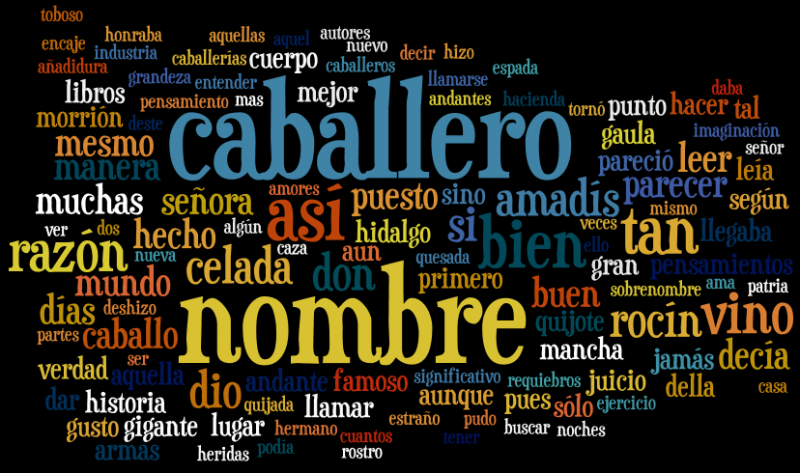 toboso
honraba aquellas aquel autores
encaje industria caballerías cuerpo nuevo decir hizo
añadidura grandeza entender caballeros llamarse espada
libros pensamiento mas mejor andantes hacienda daba
morrión deste caballero tornó punto hacer tal
mesmo gaula imaginación
manera pareció leer señor
leía
muchas señora amores puesto sino amadís parecer según
ver dos algún así hidalgo si bien veces mismo
razón hecho nueva caza aun quesada ello tan llegaba
mundo celada don primero gran pensamientos
días deshizo nombre buen sobrenombre ama patria
partes caballo quijote rocín vino
verdad ser mancha jamás decía
aquella andante famoso significativo requiebros juicio della casa
dar historia dio quijada llamar aunque pues sólo ejercicio
gusto gigante lugar hermano estraño pudo buscar noches
armas heridas podía cuantos rostro tener